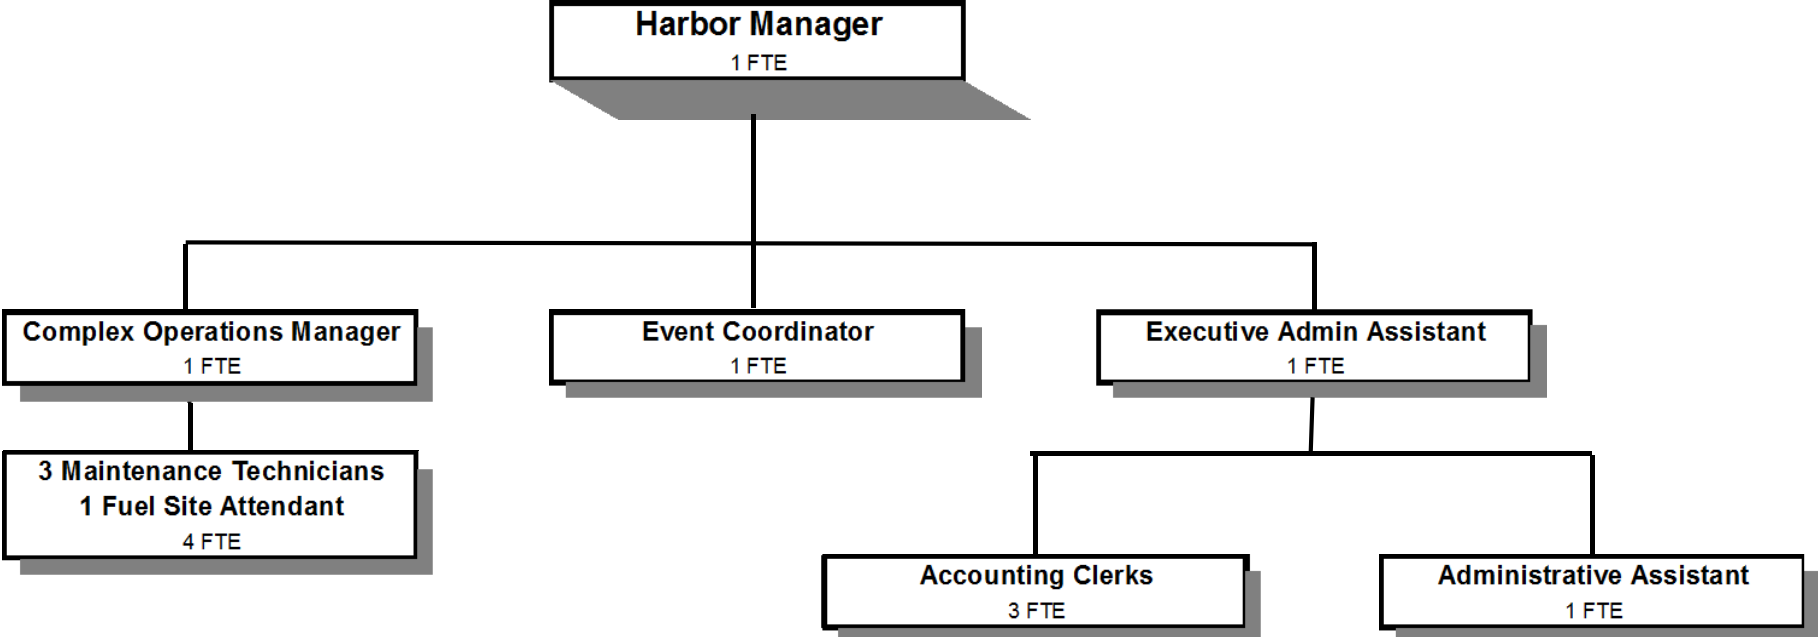 Harbor Manager
1 FTE
Complex Operations Manager
1 FTE
Event Coordinator
1 FTE
Executive Admin Assistant
1 FTE
3 Maintenance Technicians
1 Fuel Site Attendant
4 FTE
Accounting Clerks
3 FTE
Administrative Assistant
1 FTE